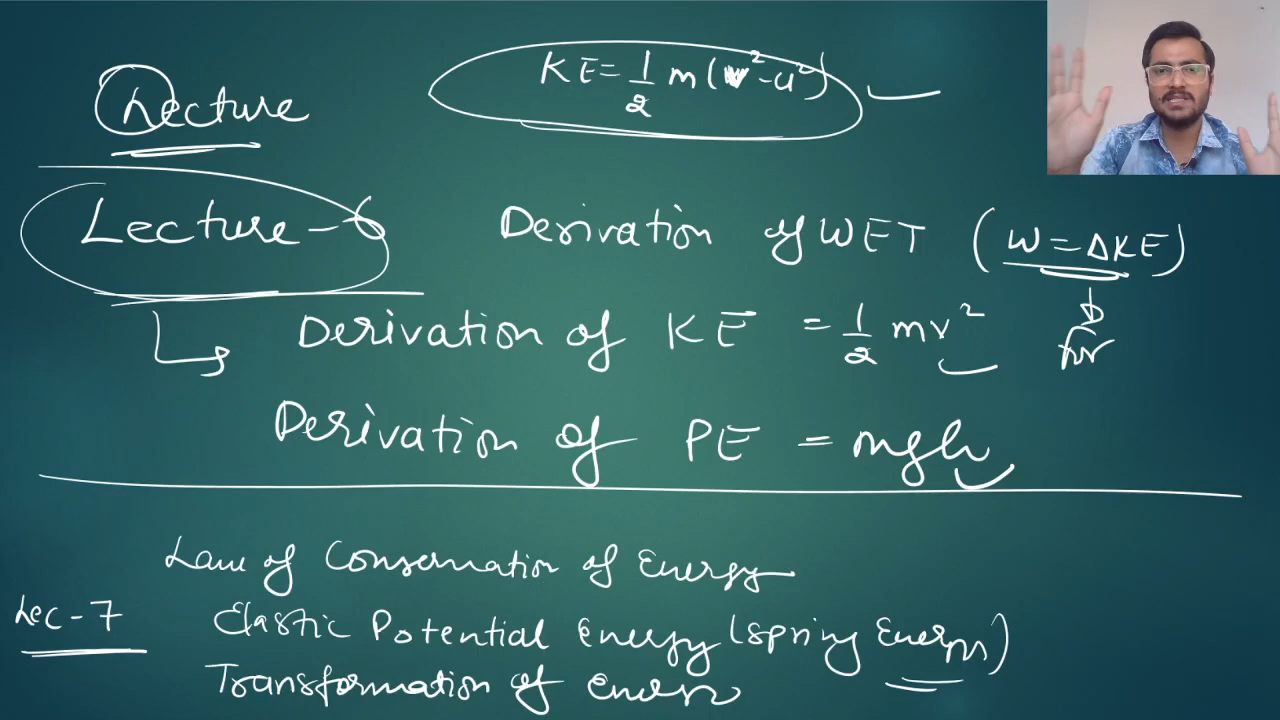 KE = 1/2 m (v² - u²)
Lecture
Lecture - 6 Derivation of WET (W = ΔKE)
Derivation of KE = 1/2 mv²
Derivation of PE = mgh
Law of Conservation of Energy
Lec - 7 Elastic Potential Energy (Spring Energy)
Transformation of Energy